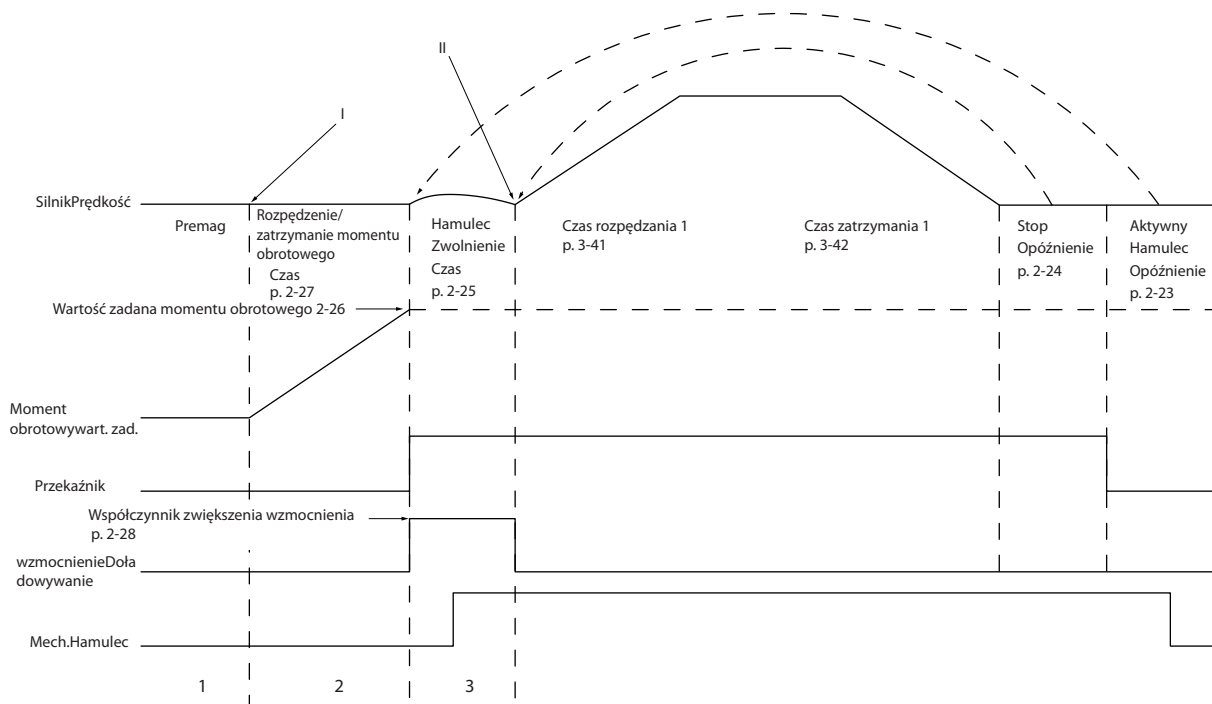 II
I
SilnikPrędkość
Premag
Rozpędzenie/
zatrzymanie momentu
obrotowego
Czas
p. 2-27
Hamulec
Zwolnienie
Czas
p. 2-25
Czas rozpędzania 1
p. 3-41
Czas zatrzymania 1
p. 3-42
Stop
Opóźnienie
p. 2-24
Aktywny
Hamulec
Opóźnienie
p. 2-23
Wartość zadana momentu obrotowego 2-26
Moment
obrotowywart. zad.
Przekaźnik
Współczynnik zwiększenia wzmocnienia
p. 2-28
wzmocnienieDoła
dowywanie
Mech.Hamulec
1
2
3